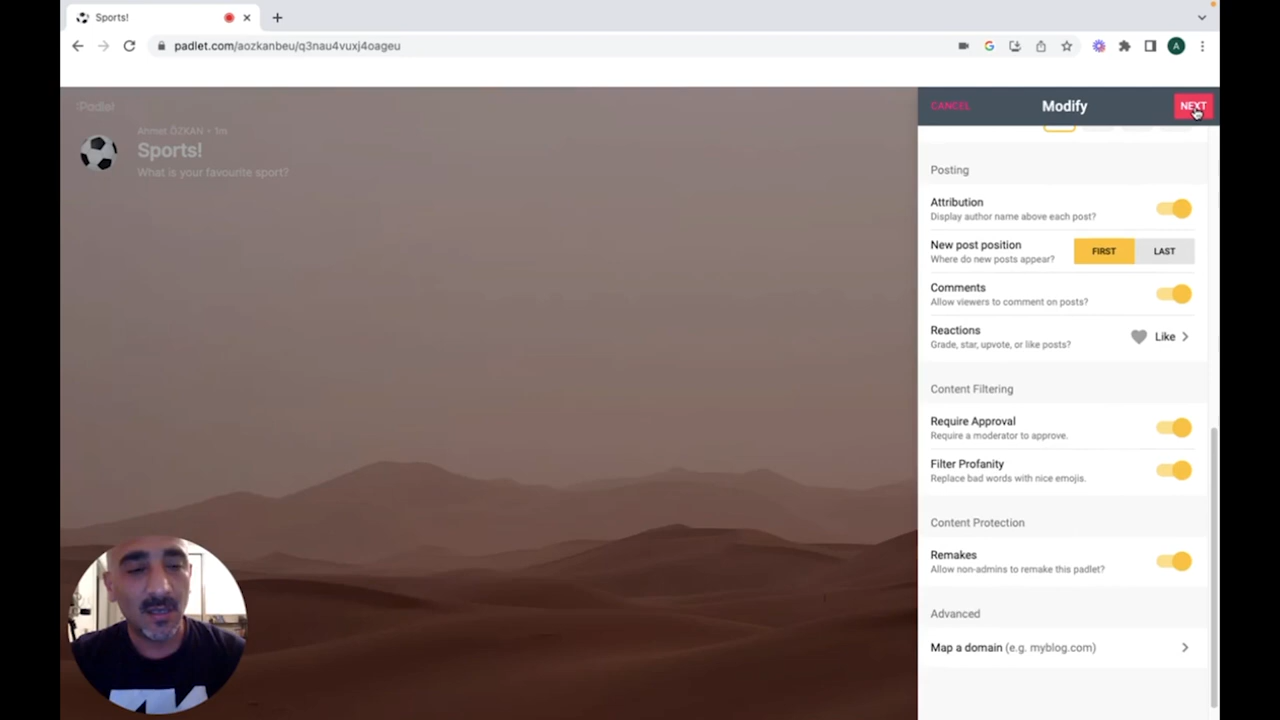 Sports!
padlet.com/aozkanbeu/q3nau4vuxj4oageu
A
:Padlet
Ahmet ÖZKAN • 1m
Sports!
What is your favourite sport?
CANCEL
Modify
NEXT
Posting
Attribution
Display author name above each post?
New post position
Where do new posts appear?
FIRST
LAST
Comments
Allow viewers to comment on posts?
Reactions
Grade, star, upvote, or like posts?
Like
Content Filtering
Require Approval
Require a moderator to approve.
Filter Profanity
Replace bad words with nice emojis.
Content Protection
Remakes
Allow non-admins to remake this padlet?
Advanced
Map a domain (e.g. myblog.com)